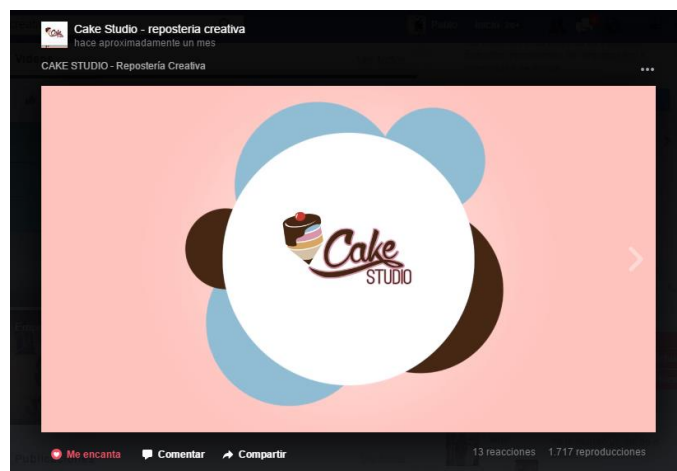 Cake Studio - reposteria creativa
hace aproximadamente un mes
CAKE STUDIO - Repostería Creativa
Cake
STUDIO
Me encanta Comentar Compartir 13 reacciones 1.717 reproducciones